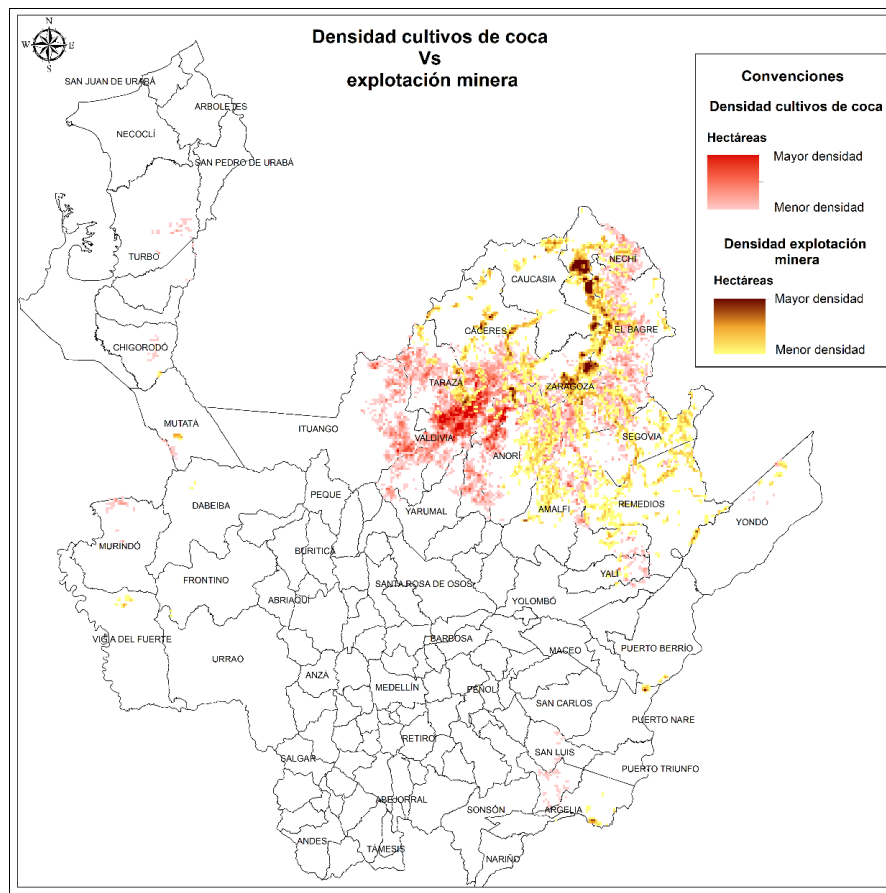 N
W E
S
Densidad cultivos de coca
Vs
explotación minera
Convenciones
Densidad cultivos de coca
Hectáreas
Mayor densidad
Menor densidad
Densidad explotación
minera
Hectáreas
Mayor densidad
Menor densidad
SAN JUAN DE URABÁ
ARBOLETES
NECOCLÍ
SAN PEDRO DE URABÁ
TURBO
NECHÍ
CAUCASIA
EL BAGRE
CÁCERES
CHIGORODÓ
TARAZÁ
ZARAGOZA
MUTATÁ
ITUANGO
VALDIVIA
SEGOVIA
ANORÍ
PEQUE
DABEIBA
YARUMAL
AMALFI
REMEDIOS
YONDÓ
MURINDÓ
BURITICÁ
FRONTINO
SANTA ROSA DE OSOS
YALÍ
ABRIAQUÍ
YOLOMBÓ
VIGÍA DEL FUERTE
BARBOSA
MACEO
PUERTO BERRÍO
URRAO
ANZÁ
MEDELLÍN
PEÑOL
SAN CARLOS
PUERTO NARE
RETIRO
SAN LUIS
SALGAR
PUERTO TRIUNFO
ABEJORRAL
SONSÓN
ARGELIA
ANDES
TÁMESIS
NARIÑO